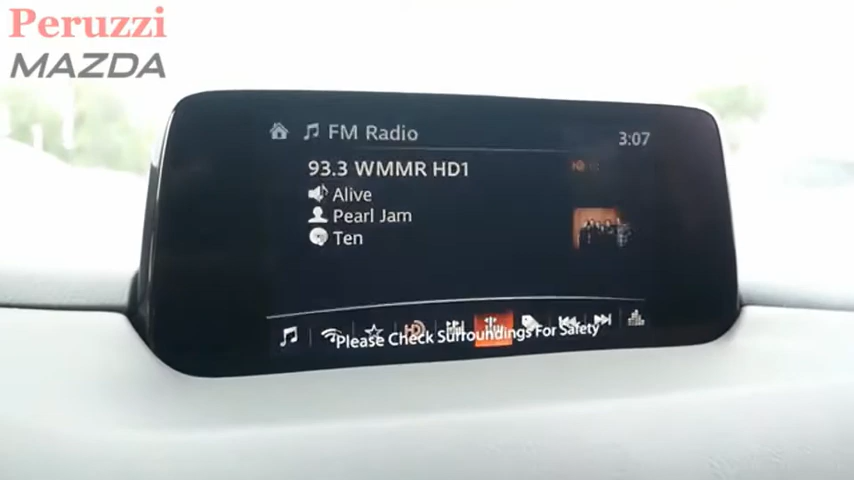 Peruzzi
MAZDA
FM Radio
3:07
93.3 WMMR HD1
Alive
Pearl Jam
Ten
HD
Please Check Surroundings For Safety